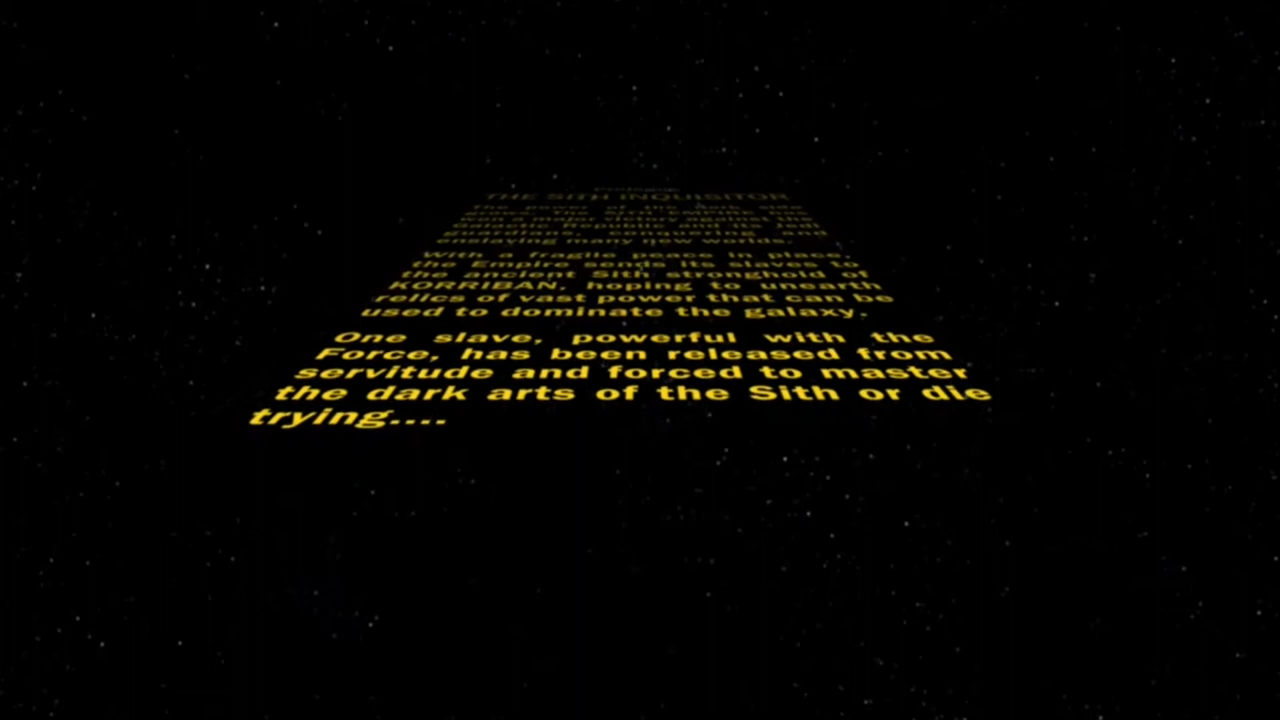 Prologue
THE SITH INQUISITOR
The power of the dark side
grows. The SITH EMPIRE has
won a major victory against the
Galactic Republic and its Jedi
guardians, conquering and
enslaving many new worlds.
With a fragile peace in place,
the Empire sends its slaves to
the ancient Sith stronghold of
KORRIBAN, hoping to unearth
relics of vast power that can be
used to dominate the galaxy.
One slave, powerful with the
Force, has been released from
servitude and forced to master
the dark arts of the Sith or die
trying....